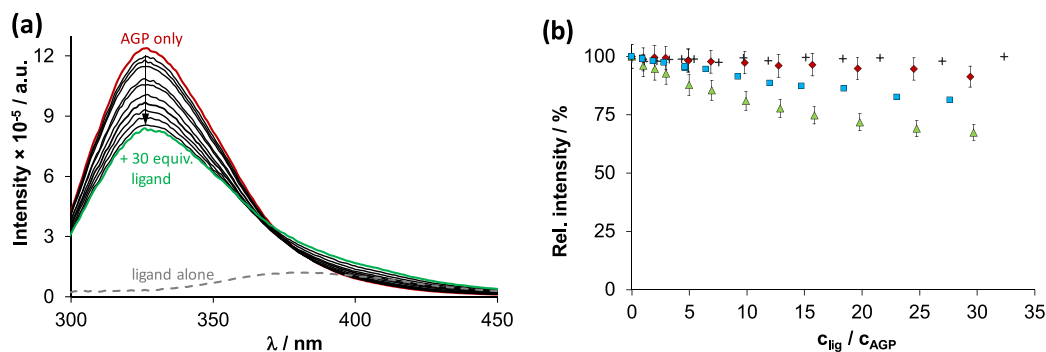 (a)
Intensity × 10⁻⁵ / a.u.
12
9
6
3
0
AGP only
+ 30 equiv.
ligand
ligand alone
300
350
400
450
λ / nm
(b)
Rel. intensity / %
100
75
50
25
0
0
5
10
15
20
25
30
35
c_lig / c_AGP